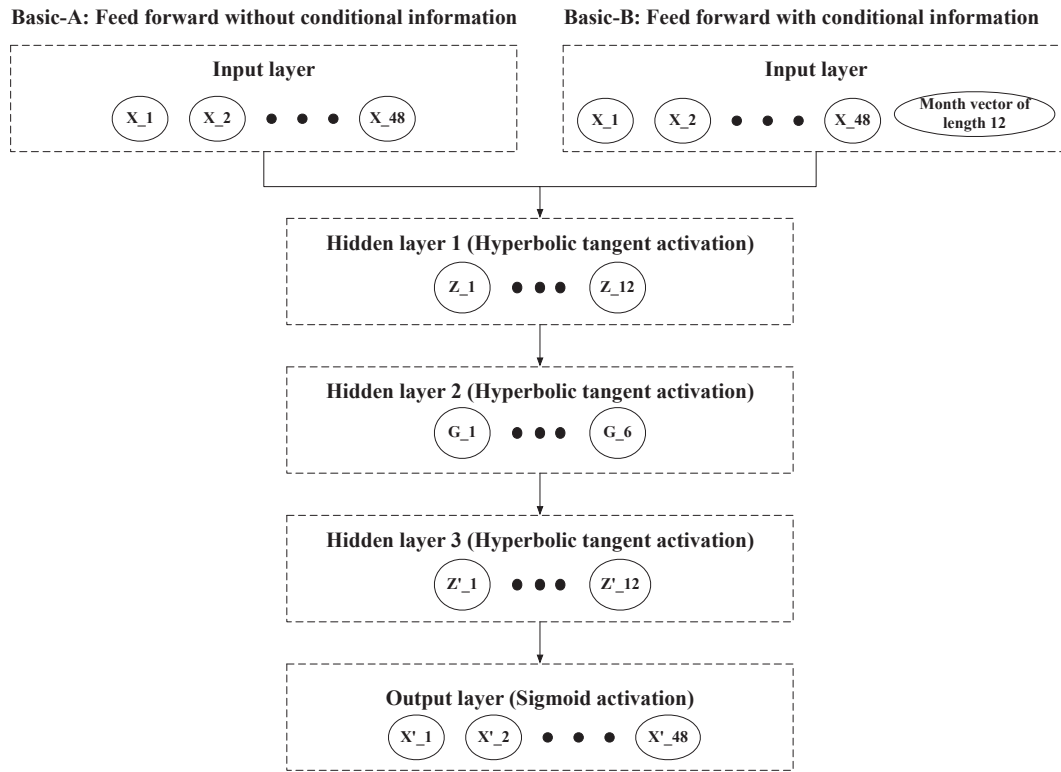 Basic-A: Feed forward without conditional information
Basic-B: Feed forward with conditional information
Input layer
X_1 X_2 X_48
Input layer
X_1 X_2 X_48
Month vector of
length 12
Hidden layer 1 (Hyperbolic tangent activation)
Z_1 Z_12
Hidden layer 2 (Hyperbolic tangent activation)
G_1 G_6
Hidden layer 3 (Hyperbolic tangent activation)
Z'_1 Z'_12
Output layer (Sigmoid activation)
X'_1 X'_2 X'_48